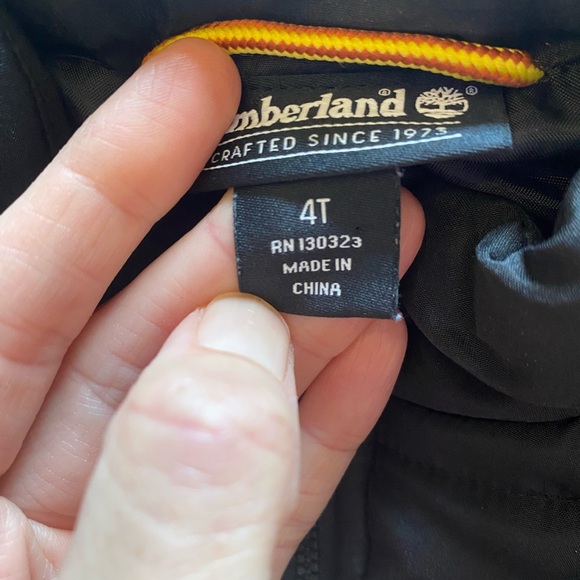 mberland®
CRAFTED SINCE 1973
4T
RN 130323
MADE IN
CHINA